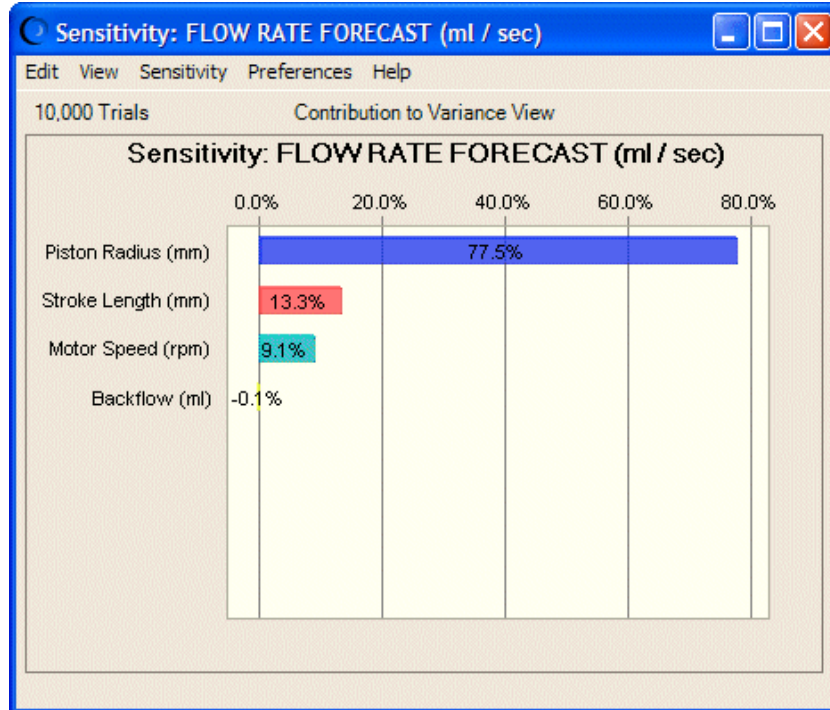 Sensitivity: FLOW RATE FORECAST (ml / sec)
Edit View Sensitivity Preferences Help
10,000 Trials Contribution to Variance View
Sensitivity: FLOW RATE FORECAST (ml / sec)
0.0% 20.0% 40.0% 60.0% 80.0%
Piston Radius (mm) 77.5%
Stroke Length (mm) 13.3%
Motor Speed (rpm) 9.1%
Backflow (ml) -0.1%